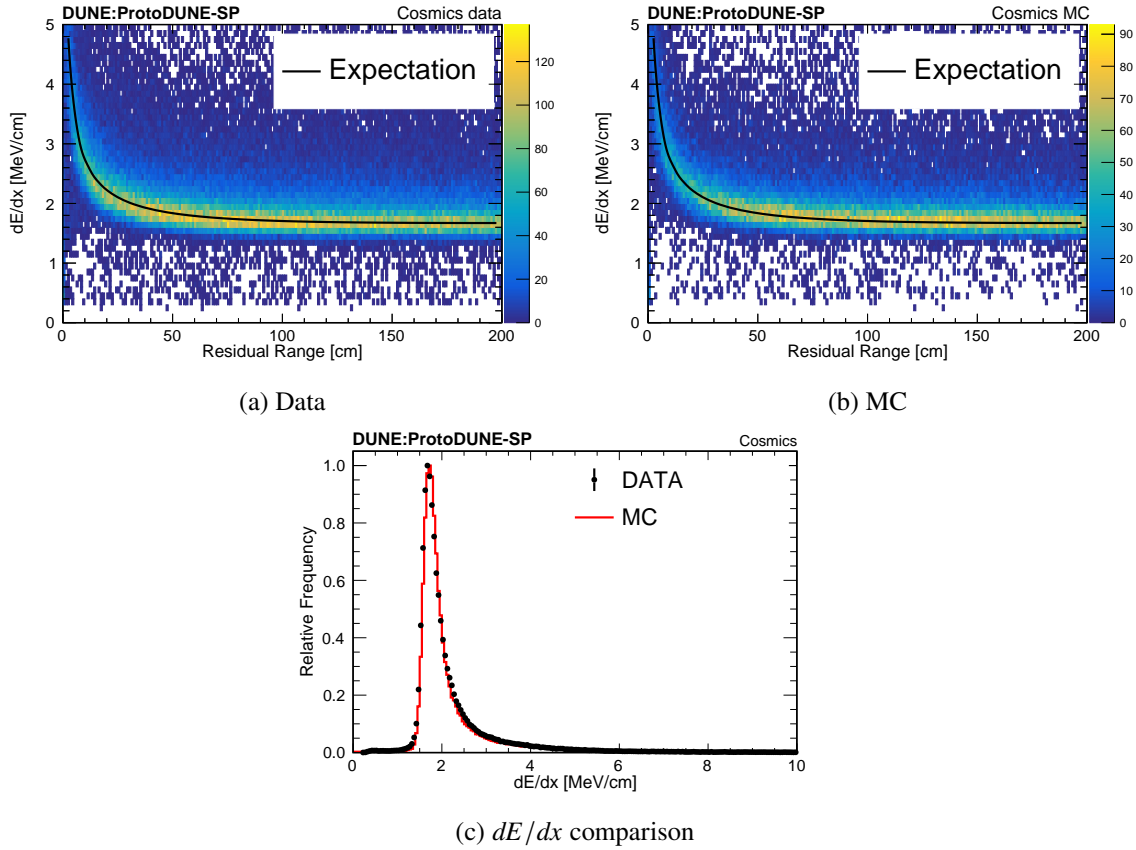 DUNE:ProtoDUNE-SP Cosmics data
Expectation
dE/dx [MeV/cm]
5
4
3
2
1
0
0 50 100 150 200
Residual Range [cm]
120
100
80
60
40
20
0
(a) Data
DUNE:ProtoDUNE-SP Cosmics MC
Expectation
dE/dx [MeV/cm]
5
4
3
2
1
0
0 50 100 150 200
Residual Range [cm]
90
80
70
60
50
40
30
20
10
0
(b) MC
DUNE:ProtoDUNE-SP Cosmics
DATA
MC
Relative Frequency
1.0
0.8
0.6
0.4
0.2
0.0
0 2 4 6 8 10
dE/dx [MeV/cm]
(c) dE/dx comparison